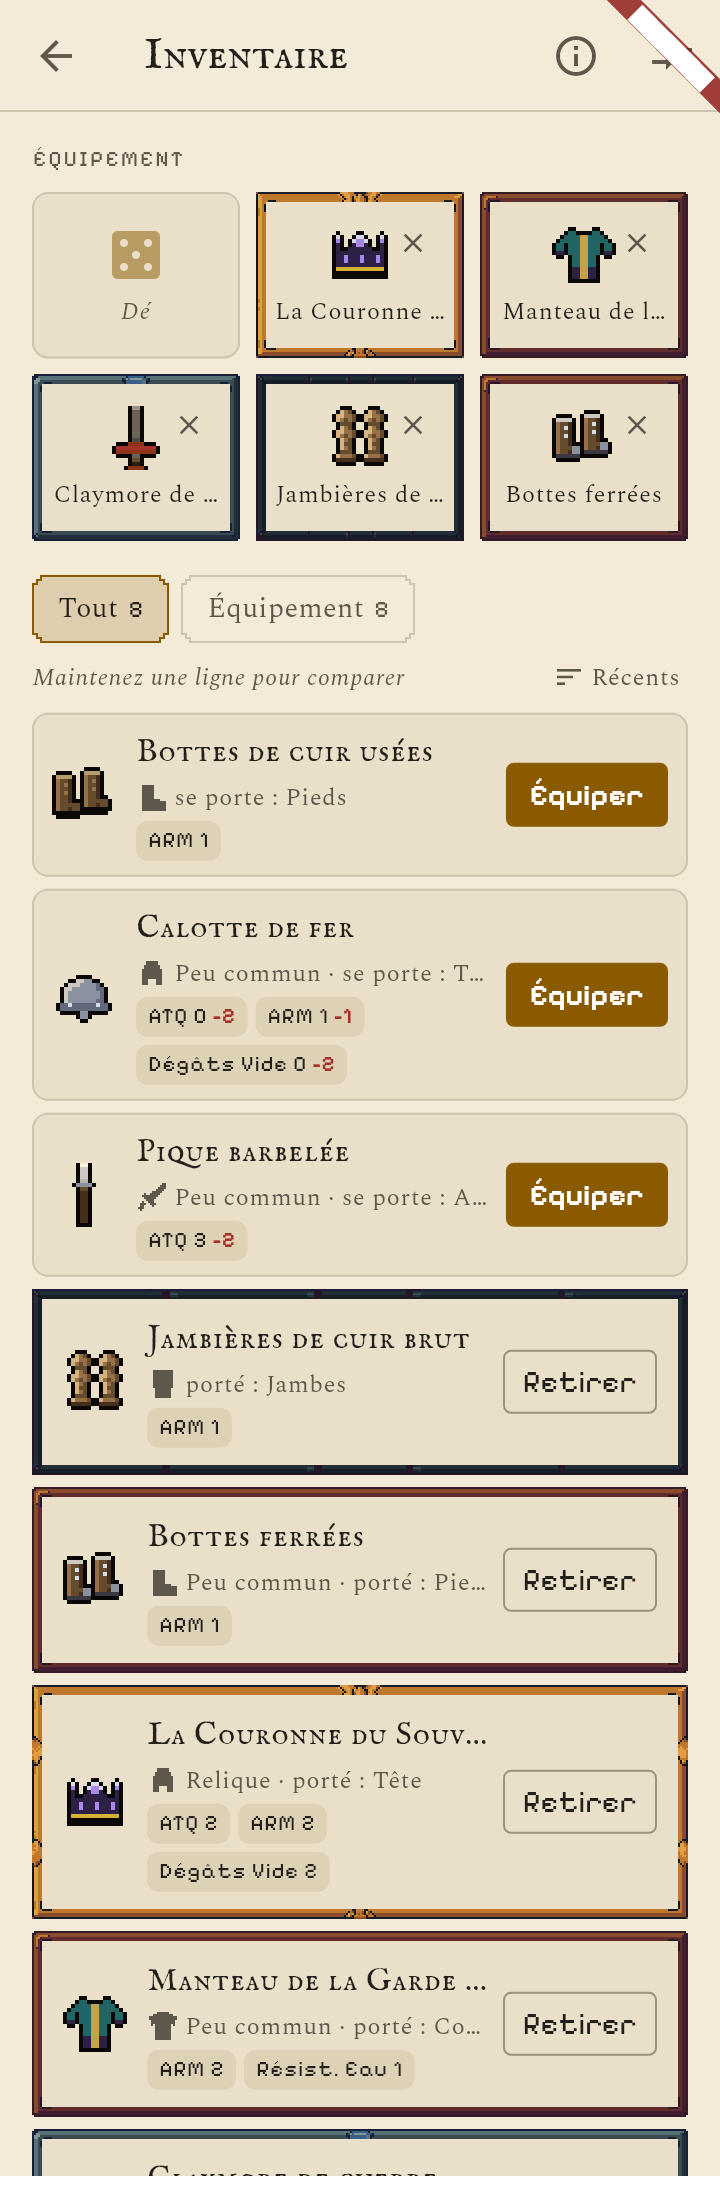 Inventaire
ÉQUIPEMENT
Dé
La Couronne ...
Manteau de l...
Claymore de ...
Jambières de ...
Bottes ferrées
Tout 8
Équipement 8
Maintenez une ligne pour comparer
Récents
Bottes de cuir usées
se porte : Pieds
ARM 1
Équiper
Calotte de fer
Peu commun · se porte : T...
ATQ 0 -2
ARM 1 -1
Dégâts Vide 0 -2
Équiper
Pique barbelée
Peu commun · se porte : A...
ATQ 3 -2
Équiper
Jambières de cuir brut
porté : Jambes
ARM 1
Retirer
Bottes ferrées
Peu commun · porté : Pie...
ARM 1
Retirer
La Couronne du Souv...
Relique · porté : Tête
ATQ 2
ARM 2
Dégâts Vide 2
Retirer
Manteau de la Garde ...
Peu commun · porté : Co...
ARM 2
Résist. Eau 1
Retirer